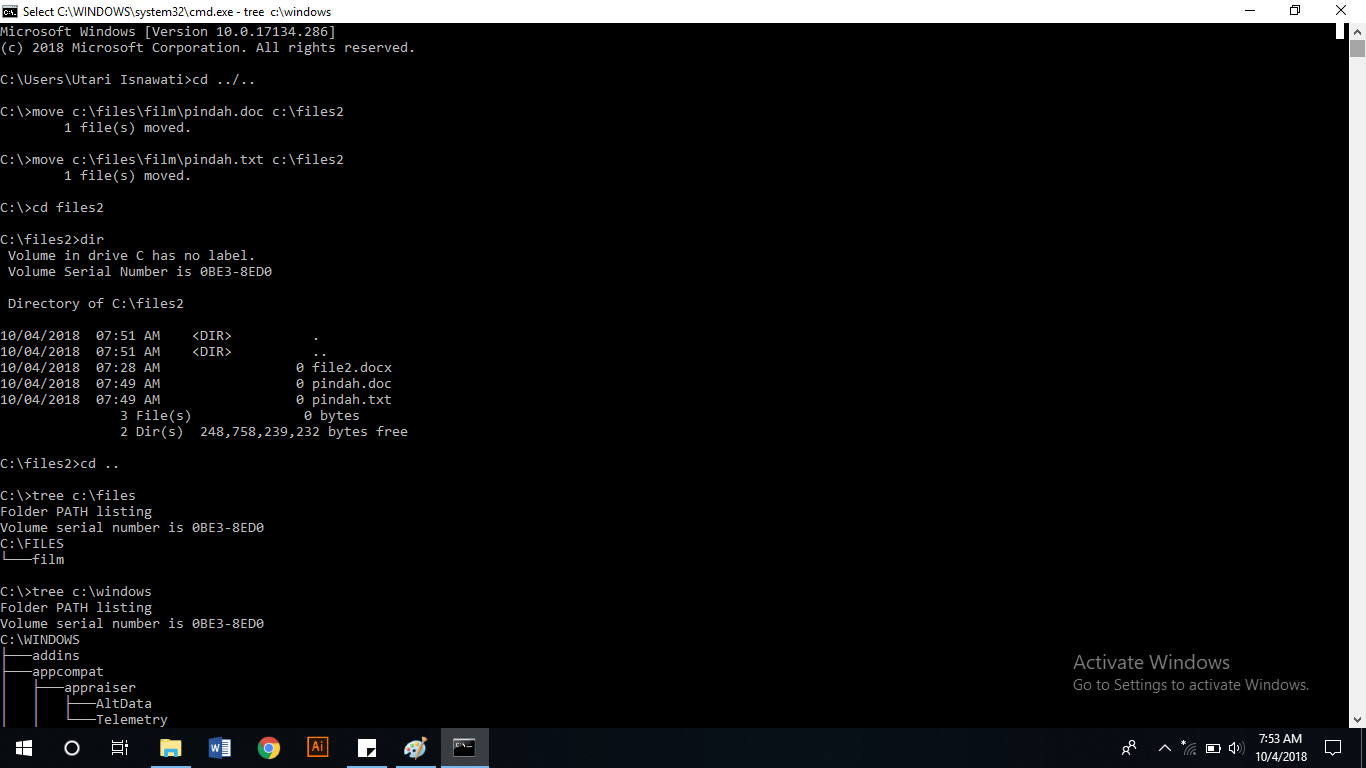 Select C:\WINDOWS\system32\cmd.exe - tree  c:\windows
Microsoft Windows [Version 10.0.17134.286]
(c) 2018 Microsoft Corporation. All rights reserved.
C:\Users\Utari Isnawati>cd ../..
C:\>move c:\files\film\pindah.doc c:\files2
        1 file(s) moved.
C:\>move c:\files\film\pindah.txt c:\files2
        1 file(s) moved.
C:\>cd files2
C:\files2>dir
 Volume in drive C has no label.
 Volume Serial Number is 0BE3-8ED0
 Directory of C:\files2
10/04/2018  07:51 AM    <DIR>          .
10/04/2018  07:51 AM    <DIR>          ..
10/04/2018  07:28 AM                 0 file2.docx
10/04/2018  07:49 AM                 0 pindah.doc
10/04/2018  07:49 AM                 0 pindah.txt
               3 File(s)              0 bytes
               2 Dir(s)  248,758,239,232 bytes free
C:\files2>cd ..
C:\>tree c:\files
Folder PATH listing
Volume serial number is 0BE3-8ED0
C:\FILES
└───film
C:\>tree c:\windows
Folder PATH listing
Volume serial number is 0BE3-8ED0
C:\WINDOWS
├───addins
├───appcompat
│   ├───appraiser
│   │   ├───AltData
│   │   └───Telemetry
Activate Windows
Go to Settings to activate Windows.
Ai
7:53 AM
10/4/2018